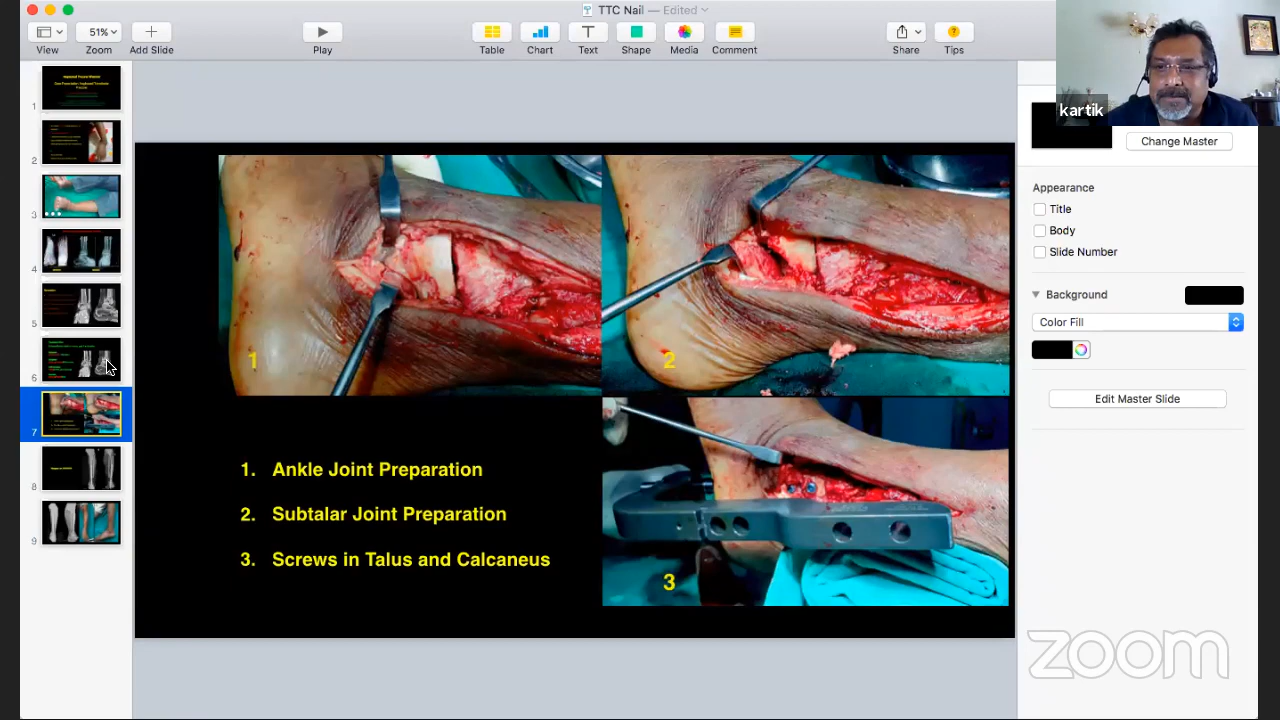 TTC Nail — Edited
51%
View
Zoom
Add Slide
Play
Table
Chart
Text
Shape
Media
Comment
Share
Tips
kartik
Change Master
Appearance
Title
Body
Slide Number
Background
Color Fill
Edit Master Slide
1
2
3
4
5
6
7
8
9
1
2
3
1. Ankle Joint Preparation
2. Subtalar Joint Preparation
3. Screws in Talus and Calcaneus
zoom